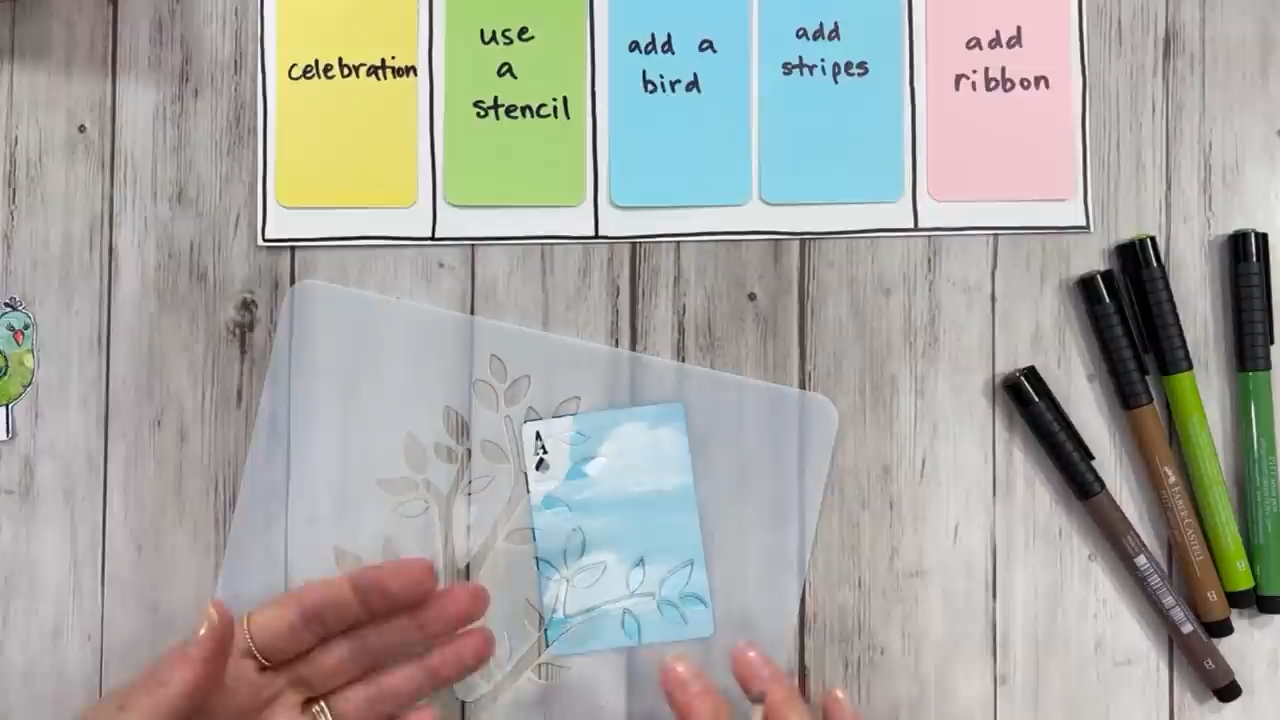 celebration
use
a
stencil
add a
bird
add
stripes
add
ribbon
A
FABER-CASTELL
B
B
B